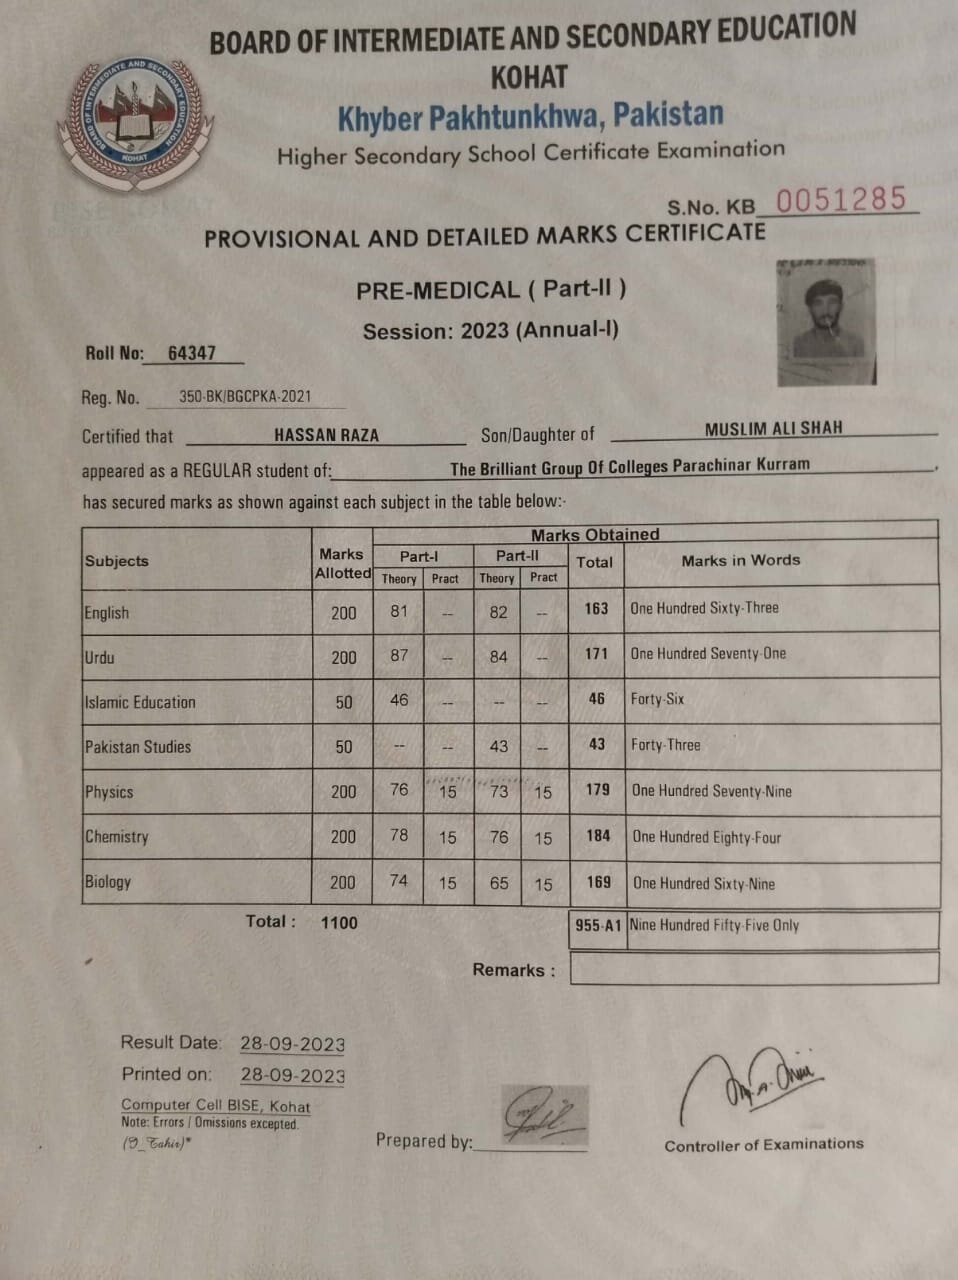 BOARD OF INTERMEDIATE AND SECONDARY EDUCATION
KOHAT
Khyber Pakhtunkhwa, Pakistan
Higher Secondary School Certificate Examination
BOARD OF INTERMEDIATE AND SECONDARY EDUCATION
KOHAT
S.No. KB 0051285
PROVISIONAL AND DETAILED MARKS CERTIFICATE
PRE-MEDICAL ( Part-II )
Session: 2023 (Annual-I)
Roll No: 64347
Reg. No. 350-BK/BGCPKA-2021
Certified that HASSAN RAZA Son/Daughter of MUSLIM ALI SHAH
appeared as a REGULAR student of: The Brilliant Group Of Colleges Parachinar Kurram ,
has secured marks as shown against each subject in the table below:-
Subjects Marks Allotted Marks Obtained
Part-I Part-II Total Marks in Words
Theory Pract Theory Pract
English 200 81 -- 82 -- 163 One Hundred Sixty-Three
Urdu 200 87 -- 84 -- 171 One Hundred Seventy-One
Islamic Education 50 46 -- -- -- 46 Forty-Six
Pakistan Studies 50 -- -- 43 -- 43 Forty-Three
Physics 200 76 15 73 15 179 One Hundred Seventy-Nine
Chemistry 200 78 15 76 15 184 One Hundred Eighty-Four
Biology 200 74 15 65 15 169 One Hundred Sixty-Nine
Total : 1100 955-A1 Nine Hundred Fifty-Five Only
Remarks :
Result Date: 28-09-2023
Printed on: 28-09-2023
Computer Cell BISE, Kohat
Note: Errors / Omissions excepted.
Prepared by:
Controller of Examinations